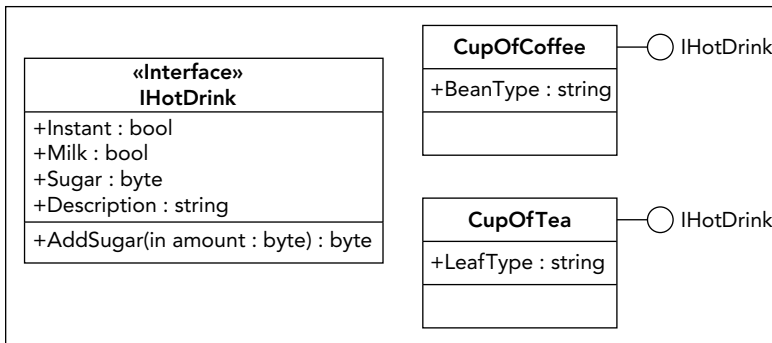 «Interface»
IHotDrink
+Instant : bool
+Milk : bool
+Sugar : byte
+Description : string
+AddSugar(in amount : byte) : byte
CupOfCoffee
IHotDrink
+BeanType : string
CupOfTea
IHotDrink
+LeafType : string